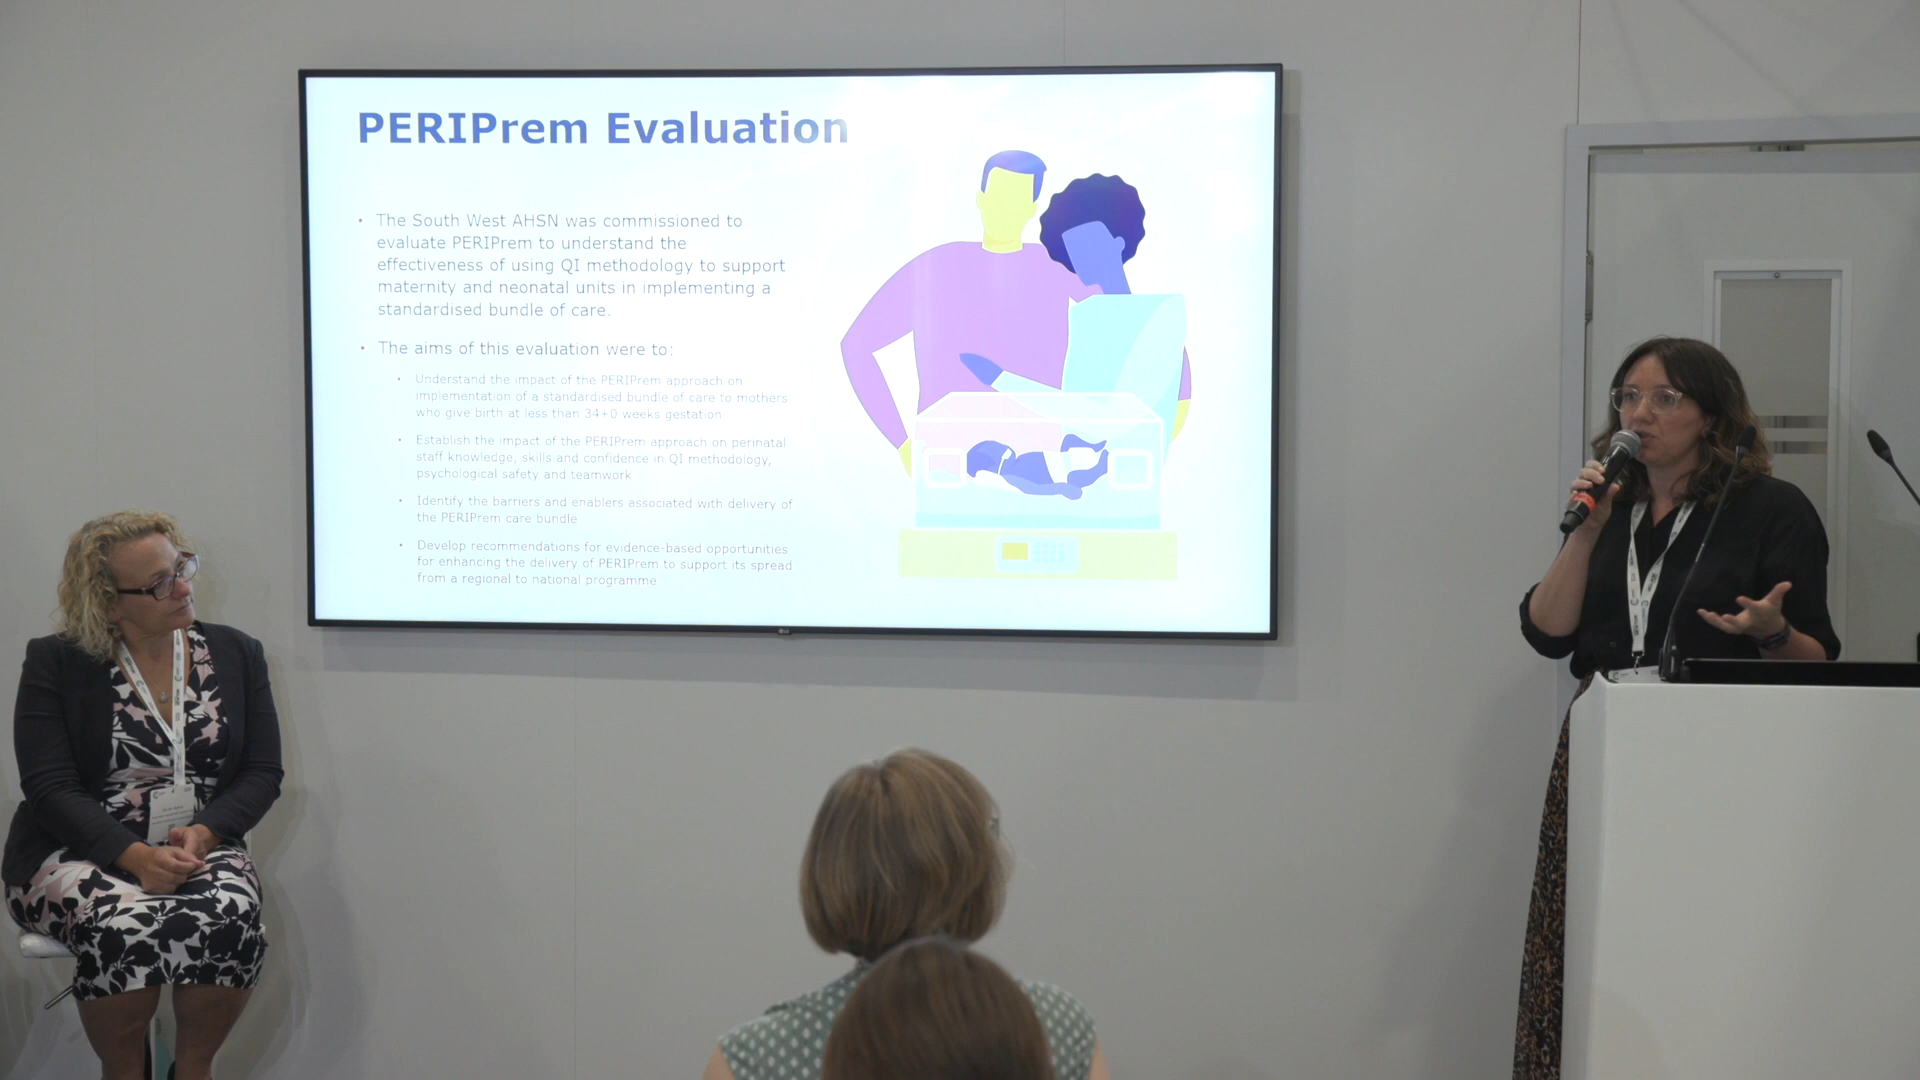 PERIPrem Evaluation
• The South West AHSN was commissioned to
evaluate PERIPrem to understand the
effectiveness of using QI methodology to support
maternity and neonatal units in implementing a
standardised bundle of care.
• The aims of this evaluation were to:
• Understand the impact of the PERIPrem approach on
implementation of a standardised bundle of care to mothers
who give birth at less than 34+0 weeks gestation
• Establish the impact of the PERIPrem approach on perinatal
staff knowledge, skills and confidence in QI methodology,
psychological safety and teamwork
• Identify the barriers and enablers associated with delivery of
the PERIPrem care bundle
• Develop recommendations for evidence-based opportunities
for enhancing the delivery of PERIPrem to support its spread
from a regional to national programme